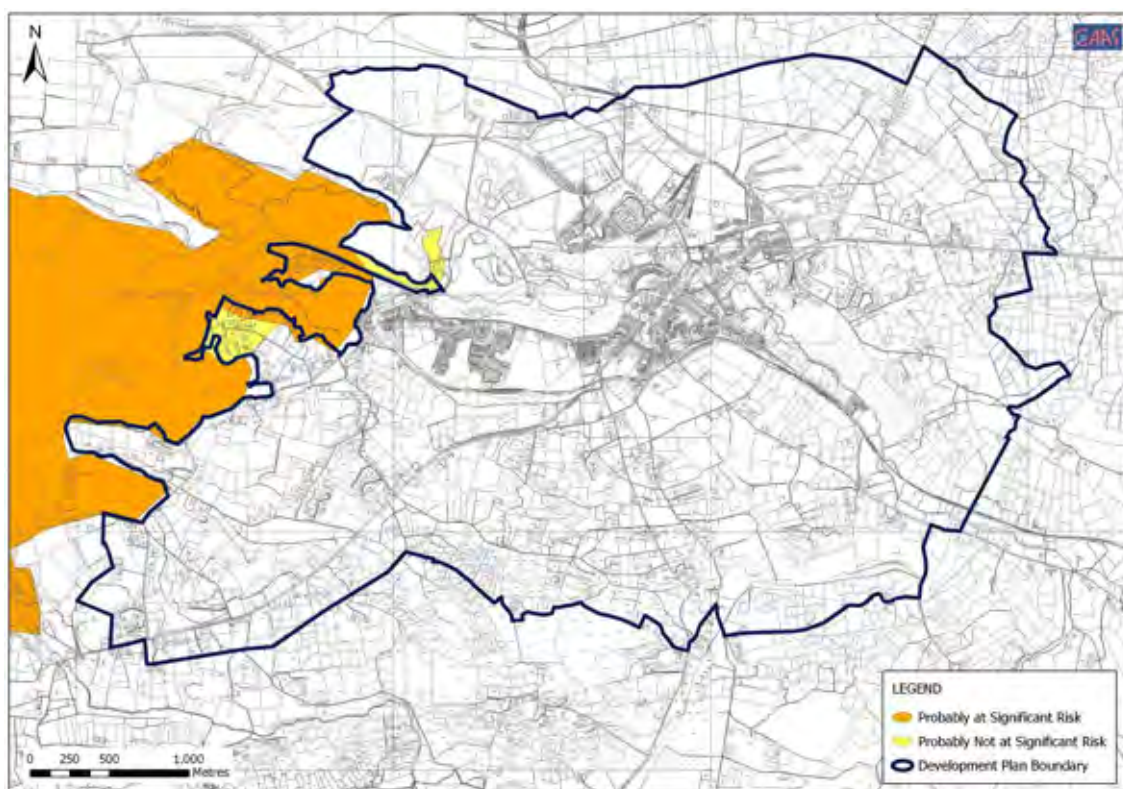 N
CAAS
LEGEND
Probably at Significant Risk
Probably Not at Significant Risk
Development Plan Boundary
0 250 500 1,000
Metres